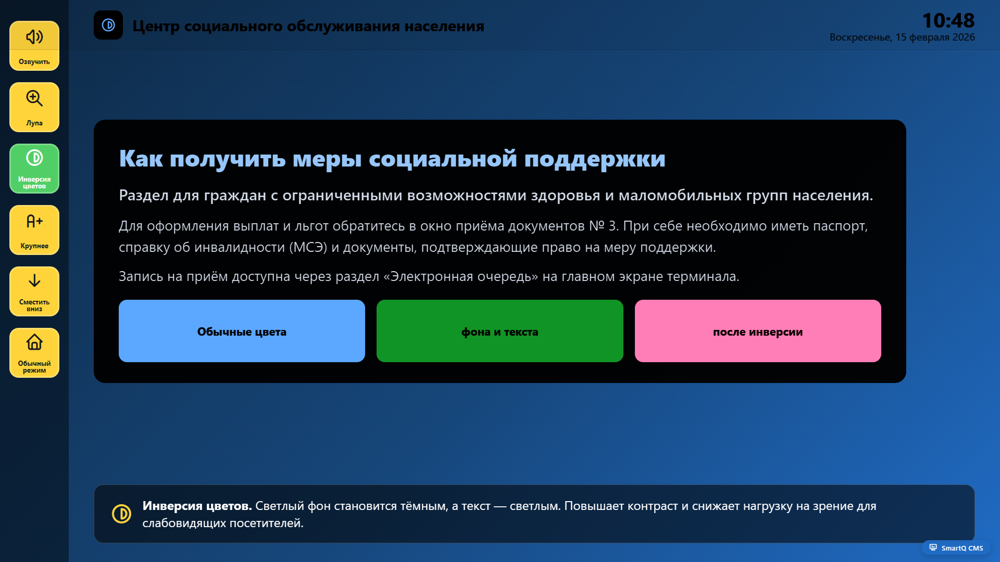 Центр социального обслуживания населения
10:48
Воскресенье, 15 февраля 2026
Озвучить
Лупа
Инверсия
цветов
A+
Крупнее
Сместить
вниз
Обычный
режим
Как получить меры социальной поддержки
Раздел для граждан с ограниченными возможностями здоровья и маломобильных групп населения.
Для оформления выплат и льгот обратитесь в окно приёма документов № 3. При себе необходимо иметь паспорт,
справку об инвалидности (МСЭ) и документы, подтверждающие право на меру поддержки.
Запись на приём доступна через раздел «Электронная очередь» на главном экране терминала.
Обычные цвета
фона и текста
после инверсии
Инверсия цветов. Светлый фон становится тёмным, а текст — светлым. Повышает контраст и снижает нагрузку на зрение для
слабовидящих посетителей.
SmartQ CMS